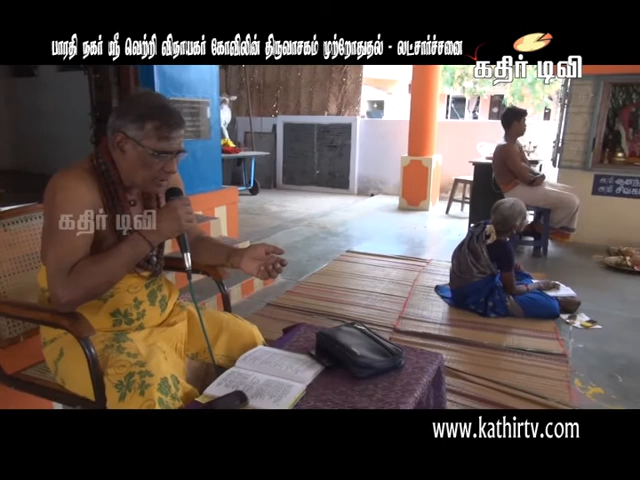 பாரதி நகர் ஸ்ரீ வெற்றி விநாயகர் கோவிலின் திருவாசகம் முற்றோதுதல் - லட்சார்ச்சனை
கதிர் டிவி
கதிர் டிவி
www.kathirtv.com